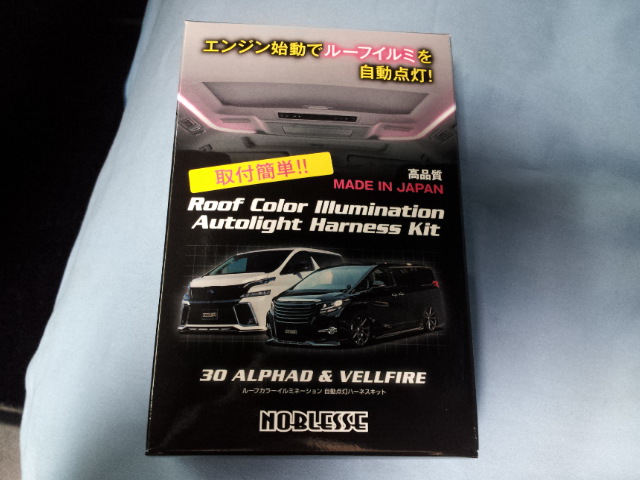 エンジン始動でルーフイルミを
自動点灯!
取付簡単!!
高品質
MADE IN JAPAN
Roof Color Illumination
Autolight Harness Kit
30 ALPHAD & VELLFIRE
ルーフカラーイルミネーション 自動点灯ハーネスキット
NOBLESSE